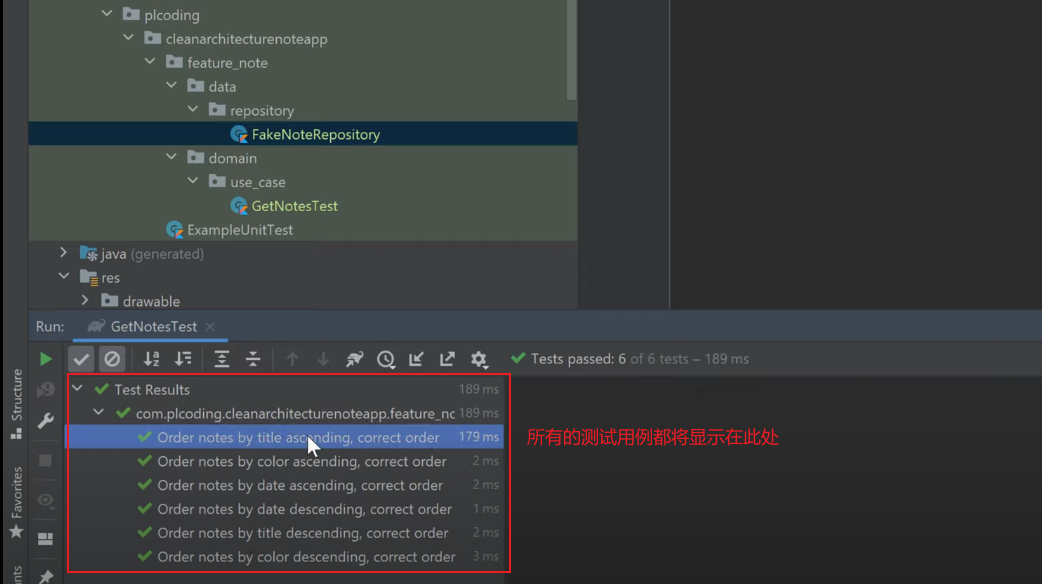 plcoding
cleanarchitecturenoteapp
feature_note
data
repository
FakeNoteRepository
domain
use_case
GetNotesTest
ExampleUnitTest
java (generated)
res
drawable
Run: GetNotesTest
Tests passed: 6 of 6 tests – 189 ms
Structure
Favorites
Test Results 189 ms
com.plcoding.cleanarchitecturenoteapp.feature_nc 189 ms
Order notes by title ascending, correct order 179 ms
所有的测试用例都将显示在此处
Order notes by color ascending, correct order 2 ms
Order notes by date ascending, correct order 2 ms
Order notes by date descending, correct order 1 ms
Order notes by title descending, correct order 2 ms
Order notes by color descending, correct order 3 ms